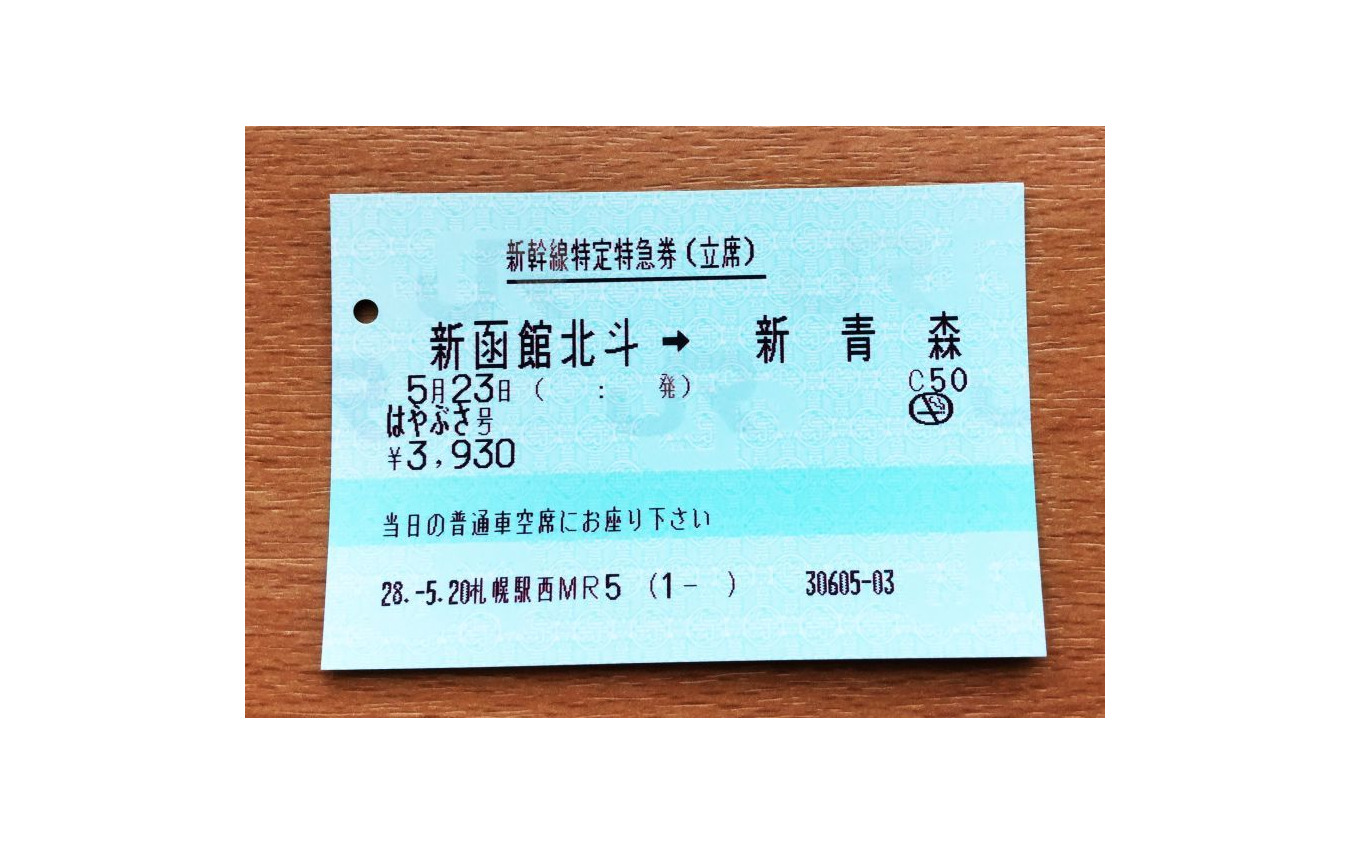 新幹線特定特急券(立席)
新函館北斗 ➡ 新青森
5月23日 ( : 発) C50
はやぶさ号
¥3,930
当日の普通車空席にお座り下さい
28.-5.20札幌駅西MR5 (1- ) 30605-03